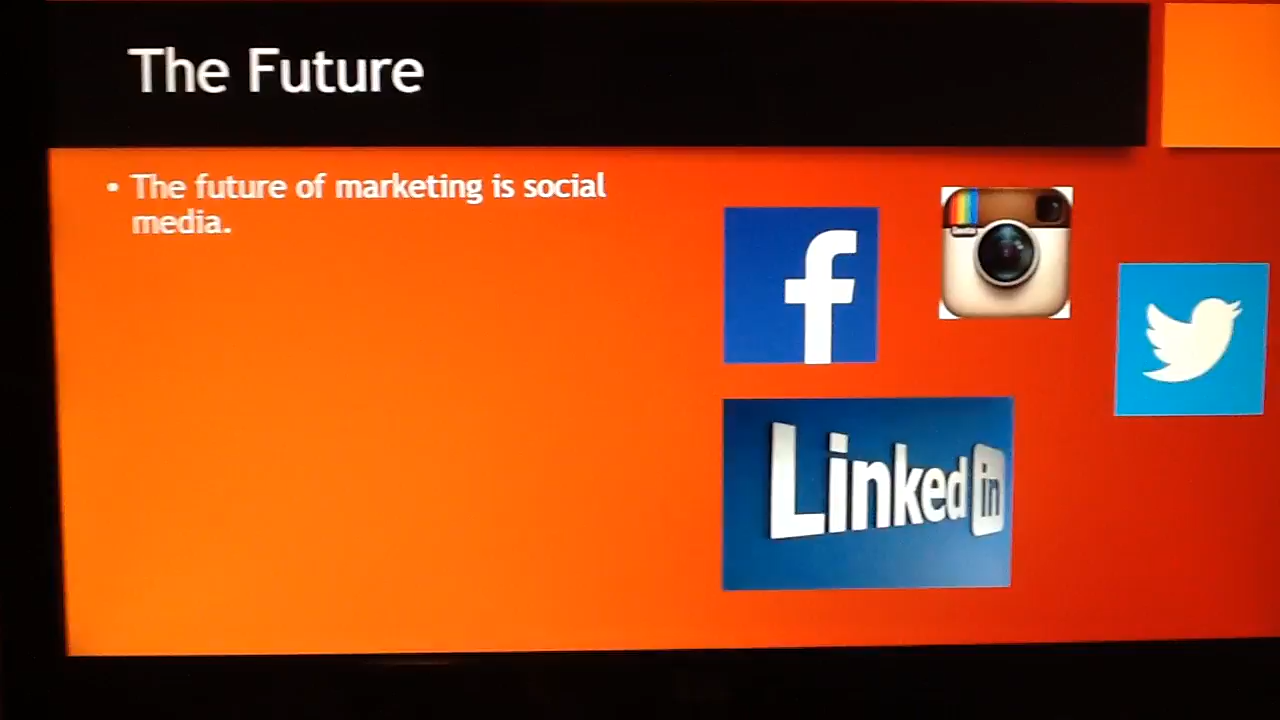 The Future
• The future of marketing is social
media.
f
Linked in